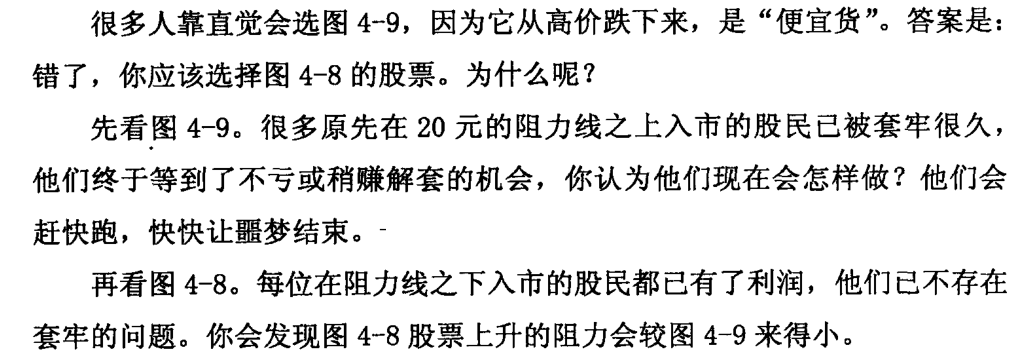 很多人靠直觉会选图 4-9，因为它从高价跌下来，是“便宜货”。答案是：
错了，你应该选择图 4-8 的股票。为什么呢？
先看图 4-9。很多原先在 20 元的阻力线之上入市的股民已被套牢很久，
他们终于等到了不亏或稍赚解套的机会，你认为他们现在会怎样做？他们会
赶快跑，快快让噩梦结束。
再看图 4-8。每位在阻力线之下入市的股民都已有了利润，他们已不存在
套牢的问题。你会发现图 4-8 股票上升的阻力会较图 4-9 来得小。